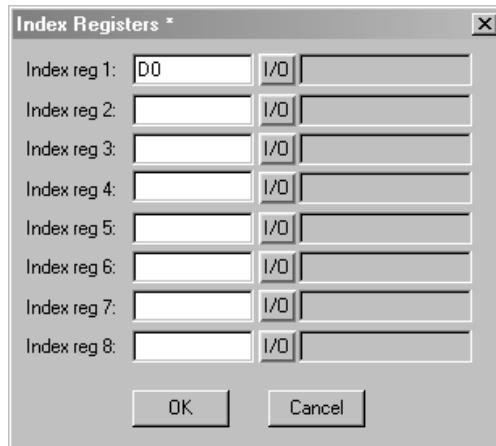 Index Registers *
Index reg 1: D0 I/O
Index reg 2: I/O
Index reg 3: I/O
Index reg 4: I/O
Index reg 5: I/O
Index reg 6: I/O
Index reg 7: I/O
Index reg 8: I/O
OK Cancel